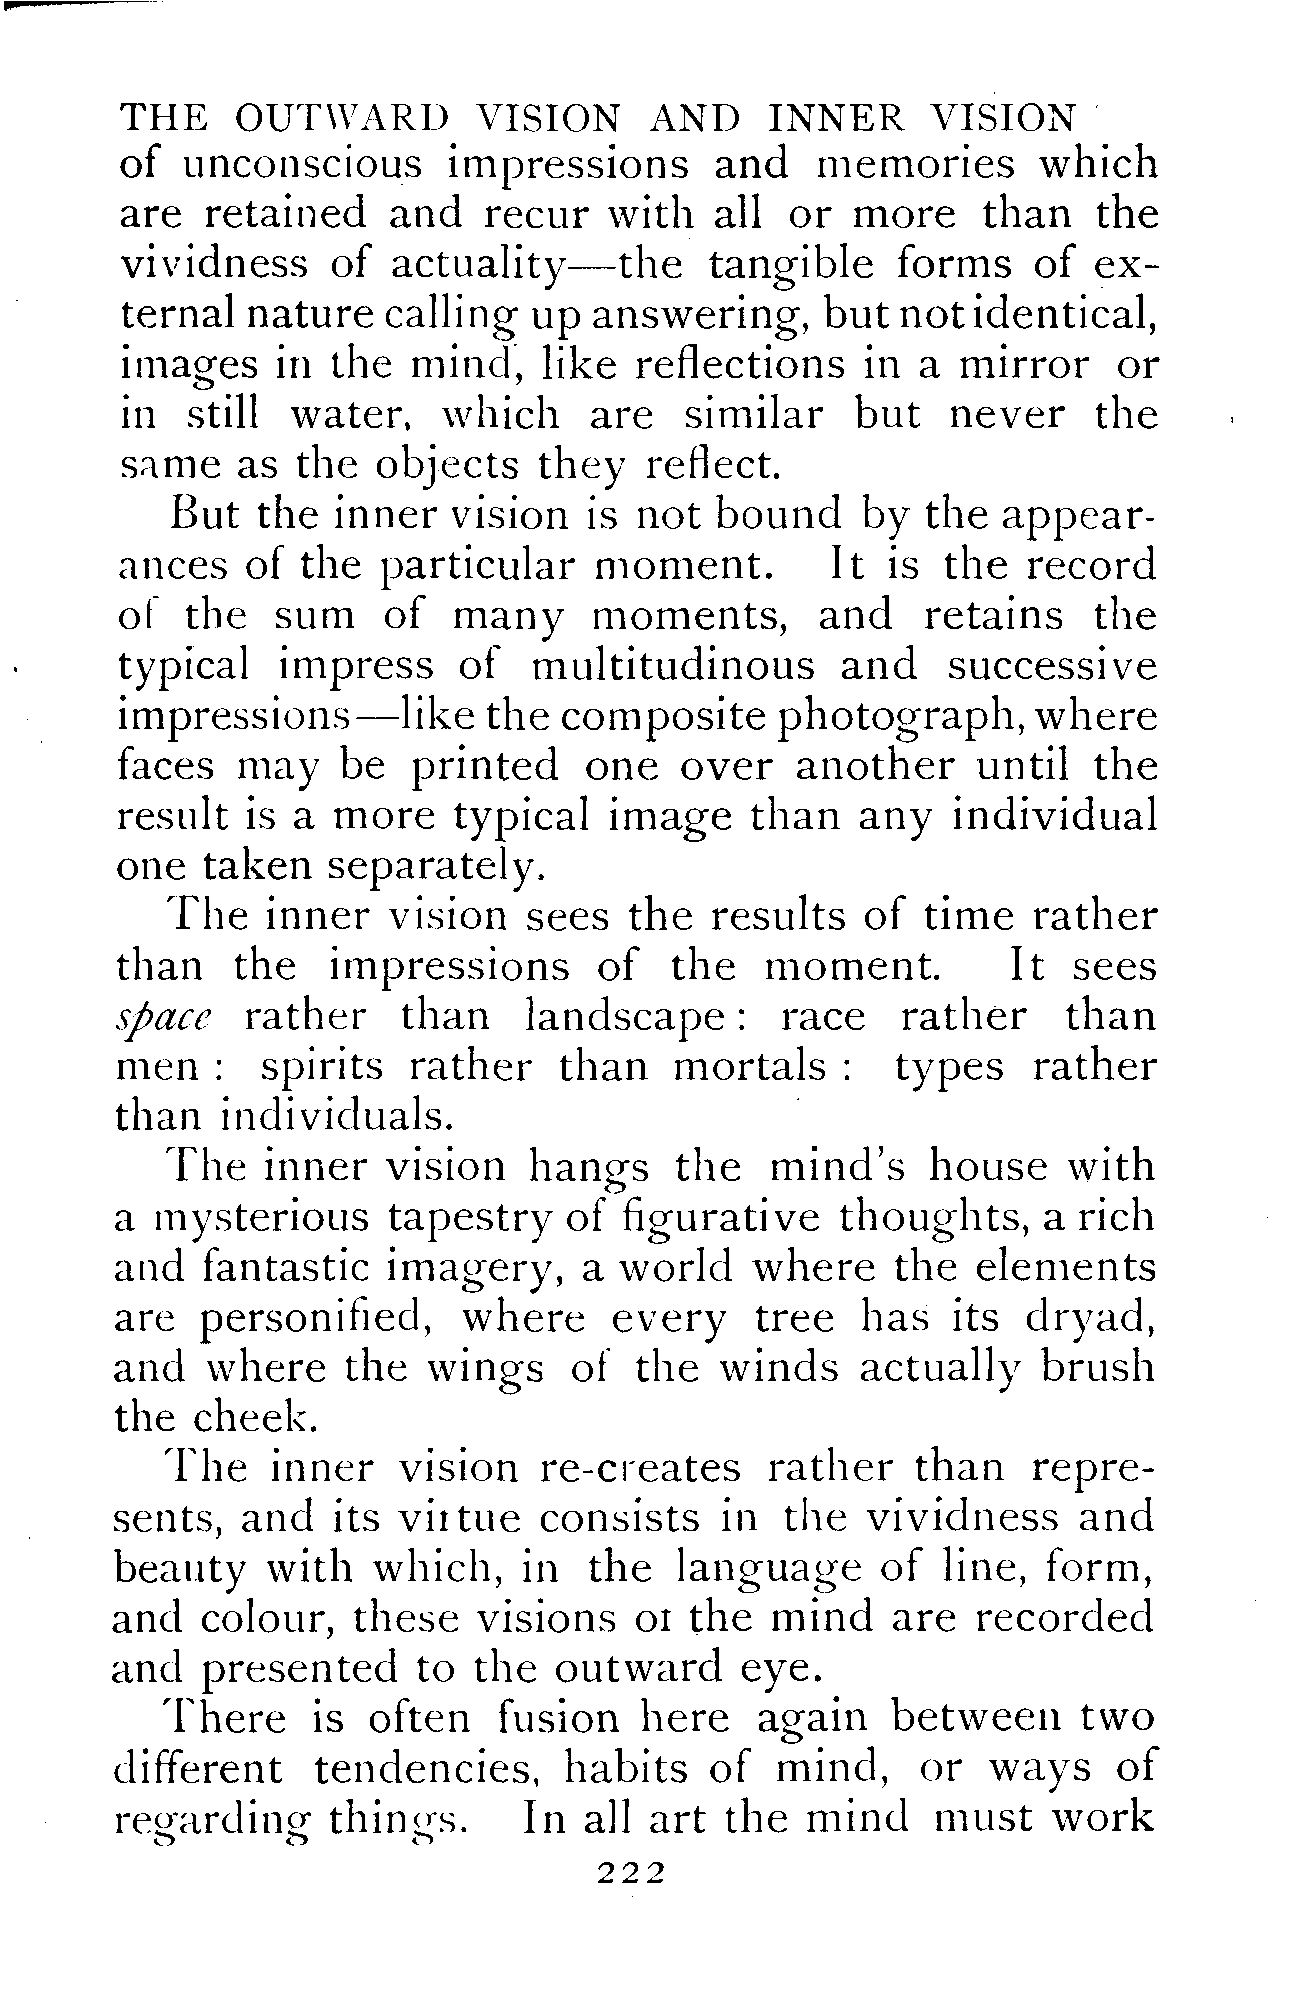 THE OUTWARD VISION AND INNER VISION
of unconscious impressions and memories which
are retained and recur with all or more than the
vividness of actuality—the tangible forms of ex-
ternal nature calling up answering, but not identical,
images in the mind, like reflections in a mirror or
in still water, which are similar but never the
same as the objects they reflect.
But the inner vision is not bound by the appear-
ances of the particular moment. It is the record
of the sum of many moments, and retains the
typical impress of multitudinous and successive
impressions—like the composite photograph, where
faces may be printed one over another until the
result is a more typical image than any individual
one taken separately.
The inner vision sees the results of time rather
than the impressions of the moment. It sees
space rather than landscape : race rather than
men : spirits rather than mortals : types rather
than individuals.
The inner vision hangs the mind's house with
a mysterious tapestry of figurative thoughts, a rich
and fantastic imagery, a world where the elements
are personified, where every tree has its dryad,
and where the wings of the winds actually brush
the cheek.
The inner vision re-creates rather than repre-
sents, and its virtue consists in the vividness and
beauty with which, in the language of line, form,
and colour, these visions of the mind are recorded
and presented to the outward eye.
There is often fusion here again between two
different tendencies, habits of mind, or ways of
regarding things. In all art the mind must work
222